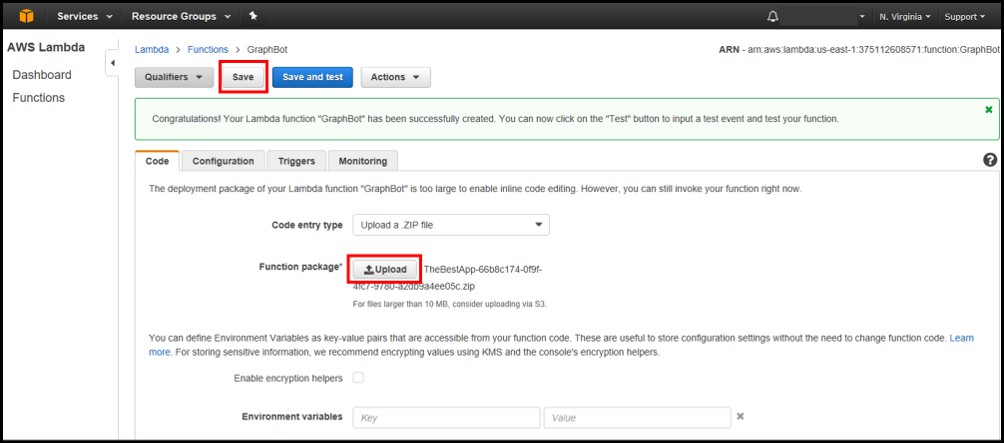 Services Resource Groups N. Virginia Support
AWS Lambda
Dashboard
Functions
Lambda > Functions > GraphBot
ARN - arn:aws:lambda:us-east-1:375112608571:function:GraphBot
Qualifiers Save Save and test Actions
Congratulations! Your Lambda function "GraphBot" has been successfully created. You can now click on the "Test" button to input a test event and test your function.
Code Configuration Triggers Monitoring
The deployment package of your Lambda function "GraphBot" is too large to enable inline code editing. However, you can still invoke your function right now.
Code entry type Upload a .ZIP file
Function package* Upload TheBestApp-66b8c174-0f9f-
4fc7-9780-a2db9a4ee05c.zip
For files larger than 10 MB, consider uploading via S3.
You can define Environment Variables as key-value pairs that are accessible from your function code. These are useful to store configuration settings without the need to change function code. Learn
more. For storing sensitive information, we recommend encrypting values using KMS and the console's encryption helpers.
Enable encryption helpers
Environment variables Key Value